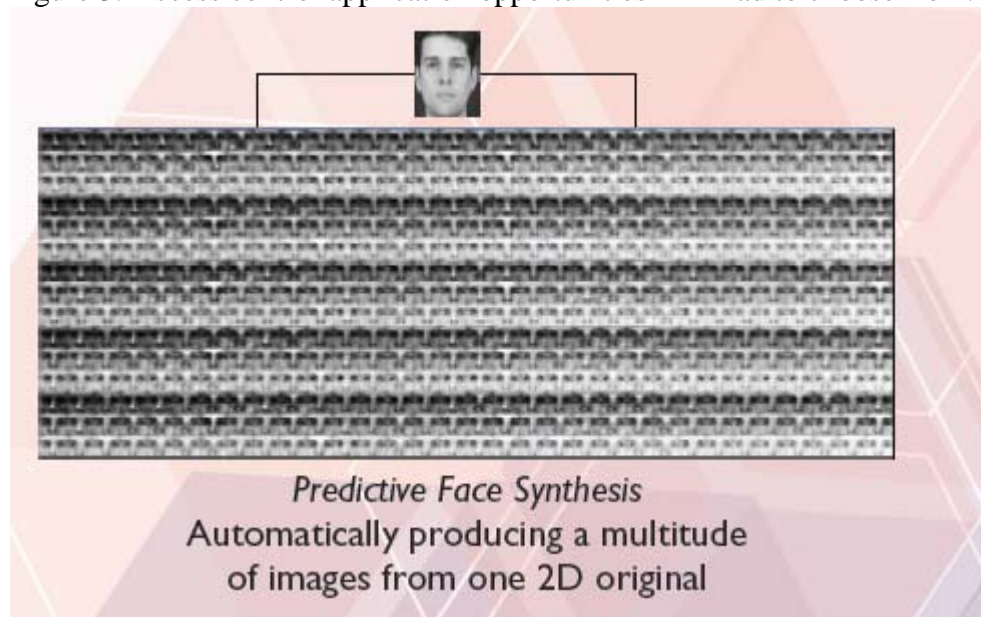 Predictive Face Synthesis
Automatically producing a multitude
of images from one 2D original